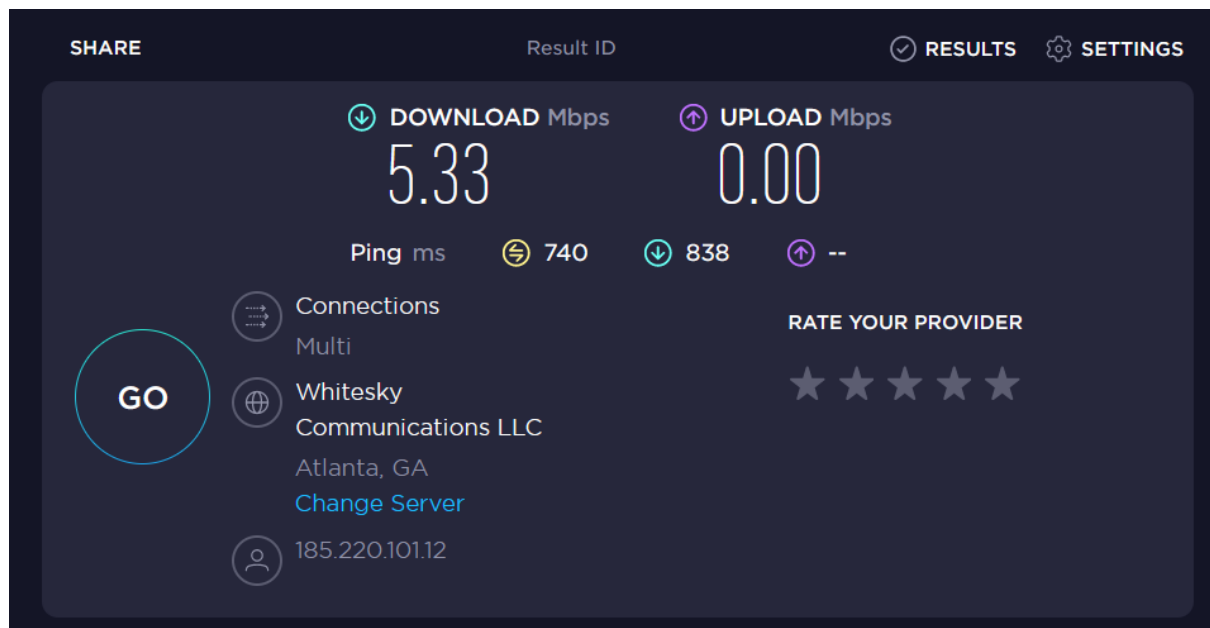 SHARE
Result ID
RESULTS
SETTINGS
DOWNLOAD Mbps
UPLOAD Mbps
5.33
0.00
Ping ms
740
838
--
Connections
Multi
RATE YOUR PROVIDER
GO
Whitesky
Communications LLC
Atlanta, GA
Change Server
185.220.101.12